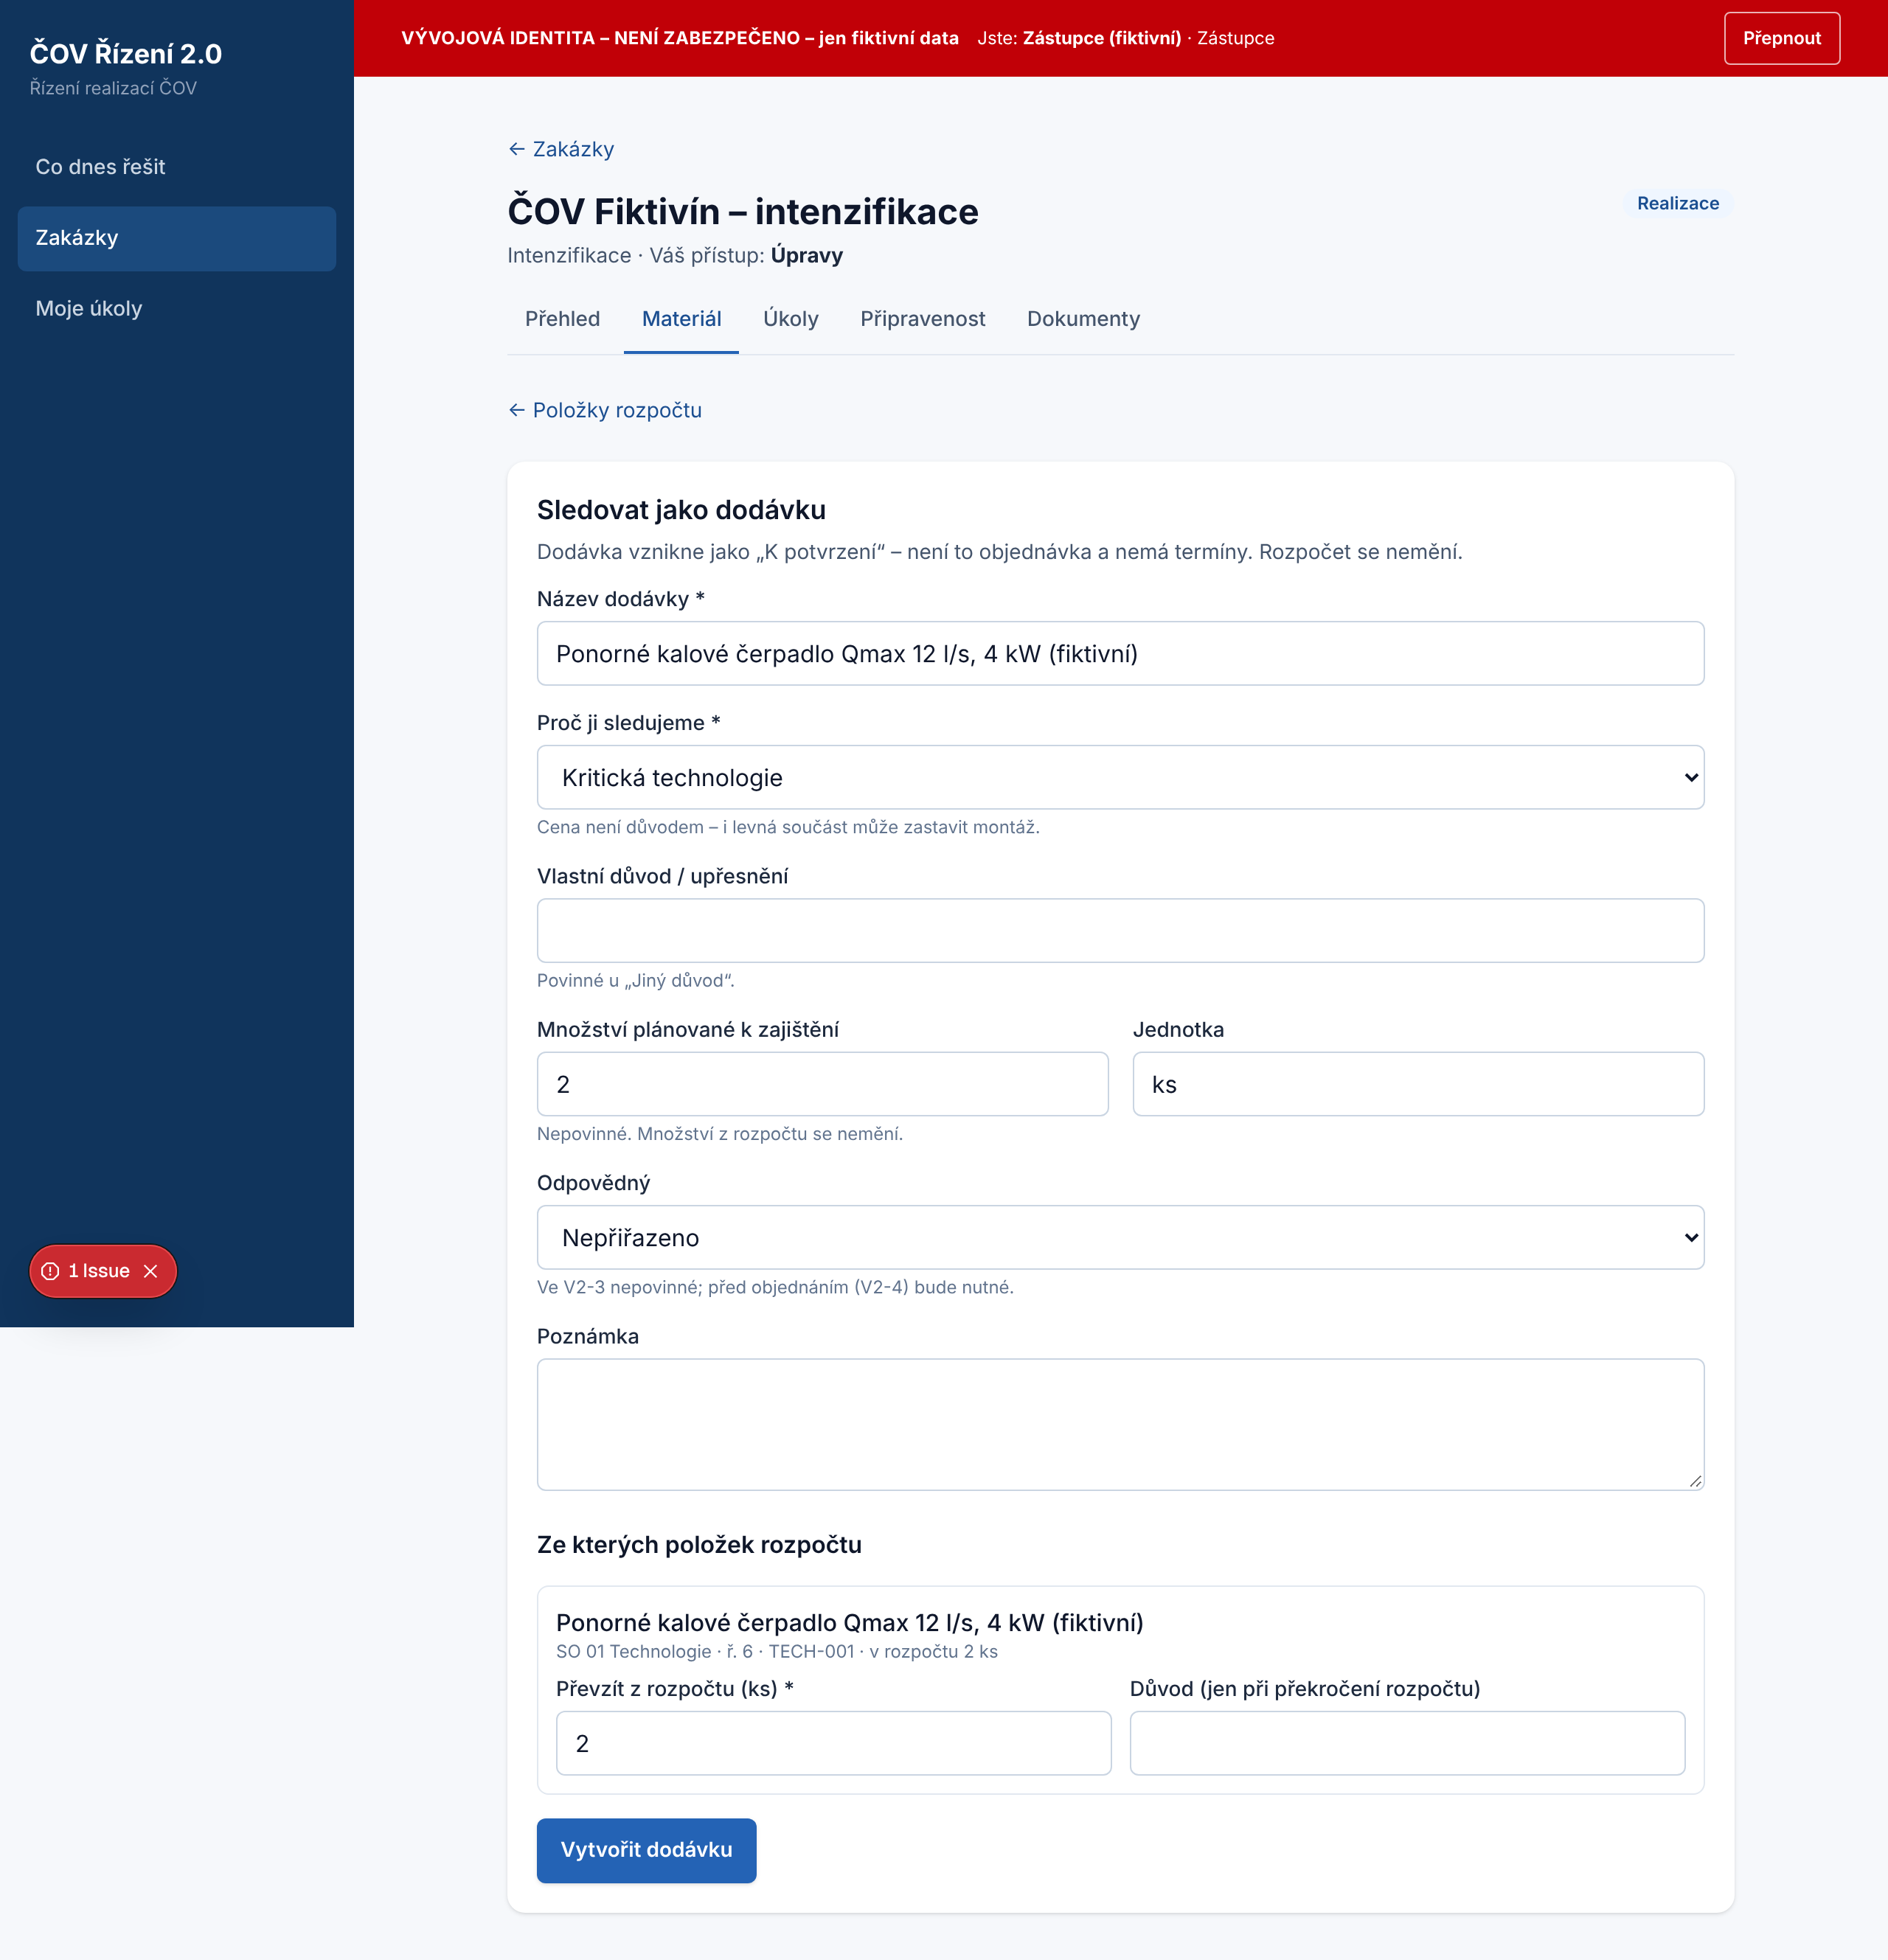 ČOV Řízení 2.0
Řízení realizací ČOV
Co dnes řešit
Zakázky
Moje úkoly
1 Issue
VÝVOJOVÁ IDENTITA – NENÍ ZABEZPEČENO – jen fiktivní data Jste: Zástupce (fiktivní) · Zástupce
Přepnout
← Zakázky
ČOV Fiktivín – intenzifikace
Realizace
Intenzifikace · Váš přístup: Úpravy
Přehled Materiál Úkoly Připravenost Dokumenty
← Položky rozpočtu
Sledovat jako dodávku
Dodávka vznikne jako „K potvrzení“ – není to objednávka a nemá termíny. Rozpočet se nemění.
Název dodávky *
Ponorné kalové čerpadlo Qmax 12 l/s, 4 kW (fiktivní)
Proč ji sledujeme *
Kritická technologie
Cena není důvodem – i levná součást může zastavit montáž.
Vlastní důvod / upřesnění
Povinné u „Jiný důvod“.
Množství plánované k zajištění Jednotka
2 ks
Nepovinné. Množství z rozpočtu se nemění.
Odpovědný
Nepřiřazeno
Ve V2-3 nepovinné; před objednáním (V2-4) bude nutné.
Poznámka
Ze kterých položek rozpočtu
Ponorné kalové čerpadlo Qmax 12 l/s, 4 kW (fiktivní)
SO 01 Technologie · ř. 6 · TECH-001 · v rozpočtu 2 ks
Převzít z rozpočtu (ks) * Důvod (jen při překročení rozpočtu)
2
Vytvořit dodávku